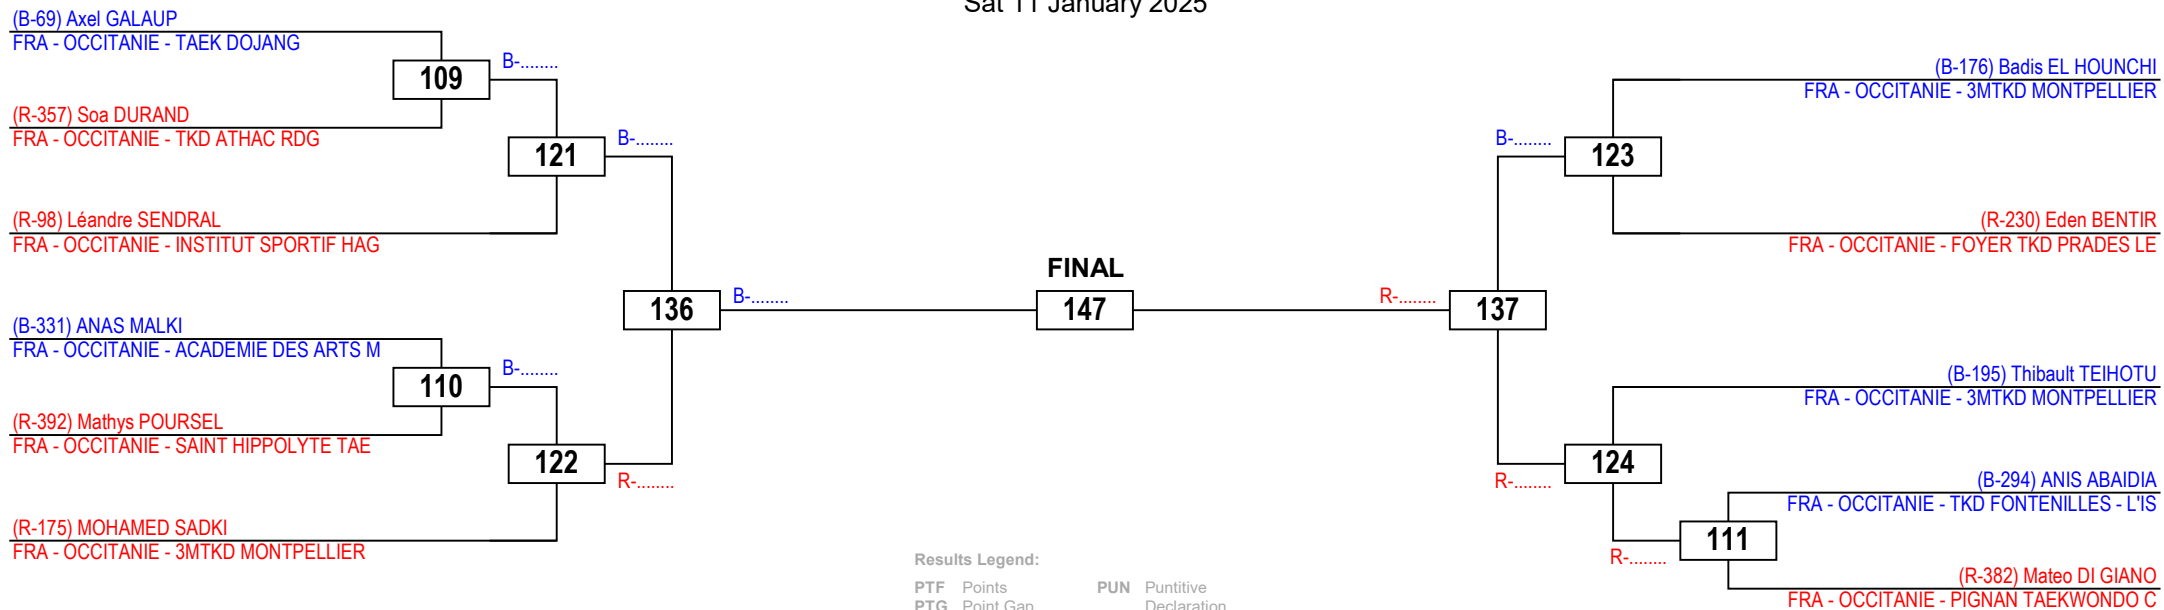 Sat 11 January 2025
(B-69) Axel GALAUP
FRA - OCCITANIE - TAEK DOJANG
109
B-........
(R-357) Soa DURAND
FRA - OCCITANIE - TKD ATHAC RDG
121
B-........
(R-98) Léandre SENDRAL
FRA - OCCITANIE - INSTITUT SPORTIF HAG
136
B-........
(B-331) ANAS MALKI
FRA - OCCITANIE - ACADEMIE DES ARTS M
110
B-........
(R-392) Mathys POURSEL
FRA - OCCITANIE - SAINT HIPPOLYTE TAE
122
R-........
(R-175) MOHAMED SADKI
FRA - OCCITANIE - 3MTKD MONTPELLIER
FINAL
147
(B-176) Badis EL HOUNCHI
FRA - OCCITANIE - 3MTKD MONTPELLIER
B-........
123
(R-230) Eden BENTIR
FRA - OCCITANIE - FOYER TKD PRADES LE
R-........
137
(B-195) Thibault TEIHOTU
FRA - OCCITANIE - 3MTKD MONTPELLIER
R-........
124
(B-294) ANIS ABAIDIA
FRA - OCCITANIE - TKD FONTENILLES - L'IS
R-........
111
(R-382) Mateo DI GIANO
FRA - OCCITANIE - PIGNAN TAEKWONDO C
Results Legend:
PTF Points PUN Puntitive
PTG Point Gap Declaration